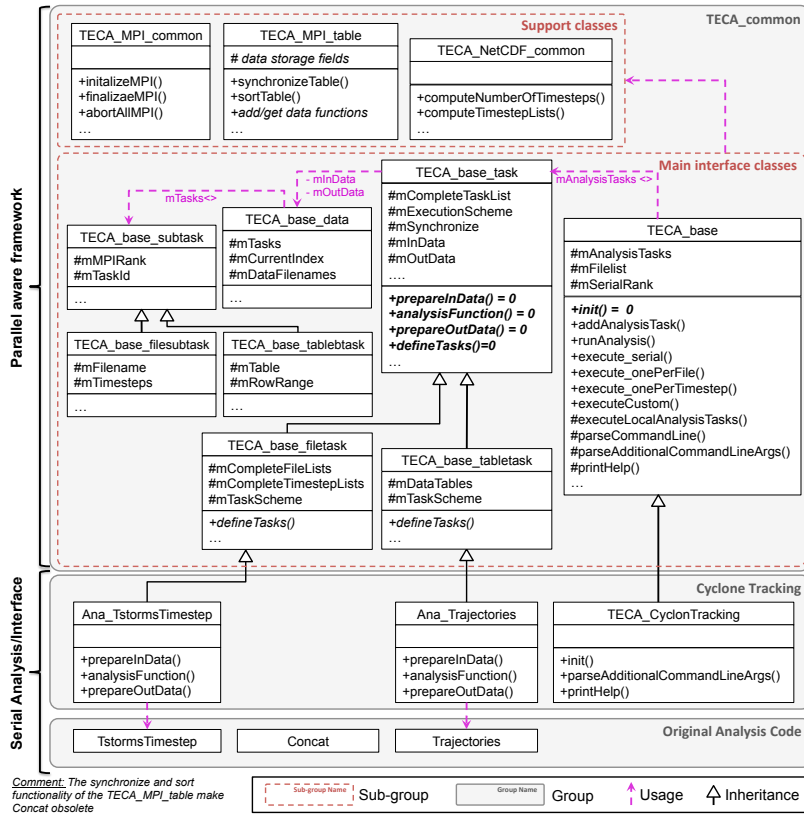 TECA_common
Support classes
TECA_MPI_common
+initalizeMPI()
+finalizaeMPI()
+abortAllMPI()
...
TECA_MPI_table
# data storage fields
+synchronizeTable()
+sortTable()
+add/get data functions
...
TECA_NetCDF_common
+computeNumberOfTimesteps()
+computeTimestepLists()
...
Main interface classes
Parallel aware framework
- mInData
- mOutData
mTasks<>
mAnalysisTasks <>
TECA_base_task
#mCompleteTaskList
#mExecutionScheme
#mSynchronize
#mInData
#mOutData
....
+prepareInData() = 0
+analysisFunction() = 0
+prepareOutData() = 0
+defineTasks()=0
...
TECA_base_data
#mTasks
#mCurrentIndex
#mDataFilenames
...
TECA_base_subtask
#mMPIRank
#mTaskId
...
TECA_base
#mAnalysisTasks
#mFilelist
#mSerialRank
+init() = 0
+addAnalysisTask()
+runAnalysis()
+execute_serial()
+execute_onePerFile()
+execute_onePerTimestep()
+executeCustom()
#executeLocalAnalysisTasks()
#parseCommandLine()
#parseAdditionalCommandLineArgs()
#printHelp()
...
TECA_base_filesubtask
#mFilename
#mTimesteps
...
TECA_base_tablebtask
#mTable
#mRowRange
...
TECA_base_filetask
#mCompleteFileLists
#mCompleteTimestepLists
#mTaskScheme
+defineTasks()
...
TECA_base_tabletask
#mDataTables
#mTaskScheme
+defineTasks()
...
Serial Analysis/Interface
Cyclone Tracking
Ana_TstormsTimestep
+prepareInData()
+analysisFunction()
+prepareOutData()
Ana_Trajectories
+prepareInData()
+analysisFunction()
+prepareOutData()
TECA_CyclonTracking
+init()
+parseAdditionalCommandLineArgs()
+printHelp()
Original Analysis Code
TstormsTimestep
Concat
Trajectories
Comment: The synchronize and sort
functionality of the TECA_MPI_table make
Concat obsolete
Sub-group Name
Sub-group
Group Name
Group
Usage
Inheritance